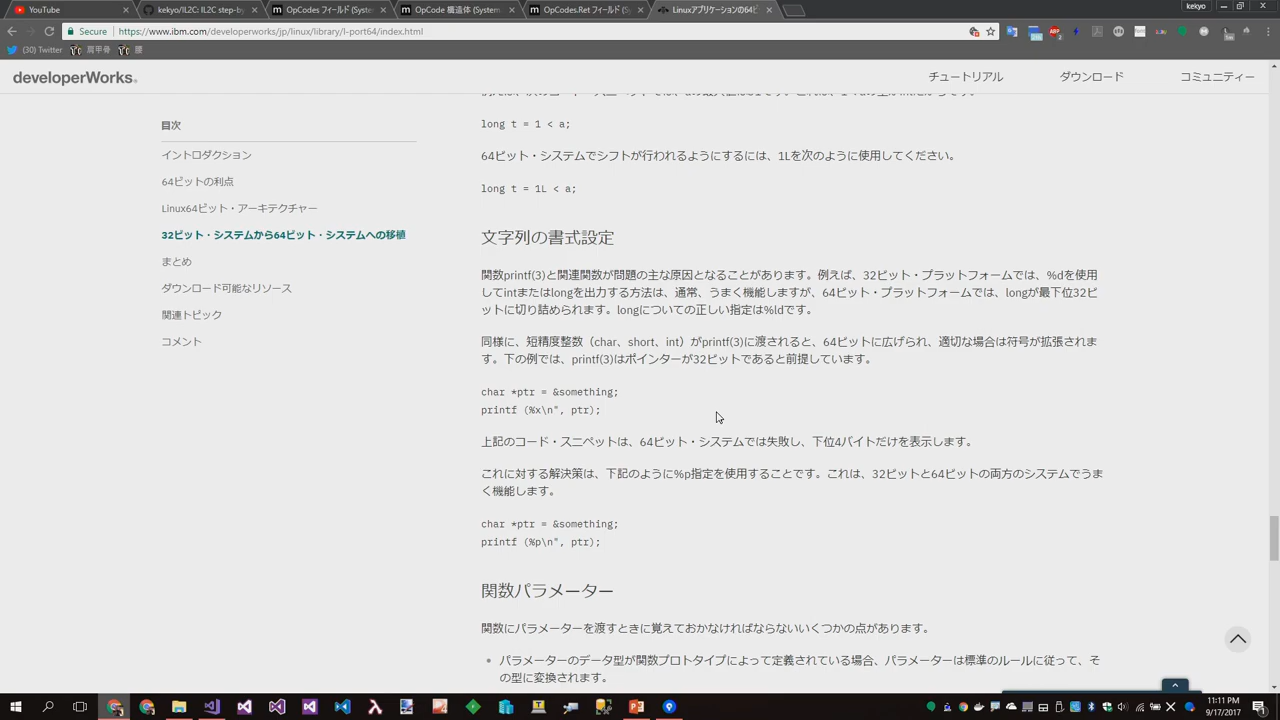 YouTube
kekyo/IL2C: IL2C step-by
OpCodes フィールド (Syste
OpCode 構造体 (System
OpCodes.Ret フィールド (S
Linuxアプリケーションの64ビ
kekyo
Secure https://www.ibm.com/developerworks/jp/linux/library/l-port64/index.html
(30) Twitter 肩甲骨 腰
developerWorks. チュートリアル ダウンロード コミュニティー
目次
イントロダクション
64ビットの利点
Linux64ビット・アーキテクチャー
32ビット・システムから64ビット・システムへの移植
まとめ
ダウンロード可能なリソース
関連トピック
コメント
long t = 1 < a;
64ビット・システムでシフトが行われるようにするには、1Lを次のように使用してください。
long t = 1L < a;
文字列の書式設定
関数printf(3)と関連関数が問題の主な原因となることがあります。例えば、32ビット・プラットフォームでは、%dを使用
してintまたはlongを出力する方法は、通常、うまく機能しますが、64ビット・プラットフォームでは、longが最下位32ビ
ットに切り詰められます。longについての正しい指定は%ldです。
同様に、短精度整数（char、short、int）がprintf(3)に渡されると、64ビットに広げられ、適切な場合は符号が拡張されま
す。下の例では、printf(3)はポインターが32ビットであると前提しています。
char *ptr = &something;
printf (%x\n", ptr);
上記のコード・スニペットは、64ビット・システムでは失敗し、下位4バイトだけを表示します。
これに対する解決策は、下記のように%p指定を使用することです。これは、32ビットと64ビットの両方のシステムでうま
く機能します。
char *ptr = &something;
printf (%p\n", ptr);
関数パラメーター
関数にパラメーターを渡すときに覚えておかなければならないいくつかの点があります。
パラメーターのデータ型が関数プロトタイプによって定義されている場合、パラメーターは標準のルールに従って、そ
の型に変換されます。
11:11 PM
9/17/2017